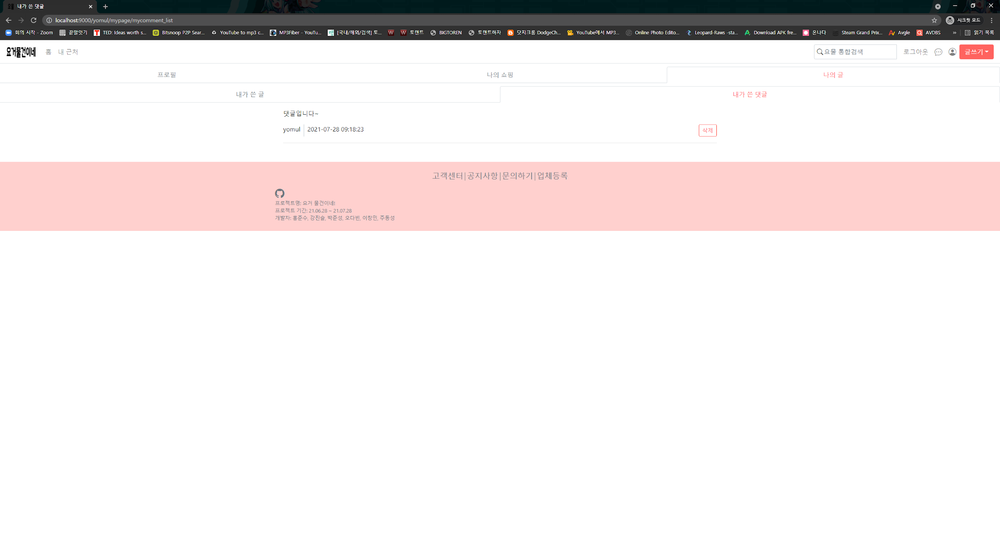 요물 내가 쓴 댓글
localhost:9000/yomul/mypage/mycomment_list 시크릿 모드
회의 시작 - Zoom 끝말잇기 TED: Ideas worth s... Bitsnoop P2P Sear... YouTube to mp3 c... MP3Fiber - YouTu... [국내/해외/검색] 토... 토렌트 BIGTOREN 토렌트하자 닷지크롬 DodgeCh... YouTube에서 MP3... Online Photo Edito... Leopard-Raws -sta... Download APK fre... 온나다 Steam Grand Prix... Avgle AVDBS » 읽기 목록
요거물건이네 홈 내 근처 요물 통합검색 로그아웃 글쓰기
프로필 나의 쇼핑 나의 글
내가 쓴 글 내가 쓴 댓글
댓글입니다~
yomul 2021-07-28 09:18:23 삭제
고객센터|공지사항|문의하기|업체등록
프로젝트명: 요거 물건이네!
프로젝트 기간: 21.06.28 ~ 21.07.28
개발자: 홍준수, 강진슬, 박준성, 오다빈, 이창민, 주동성